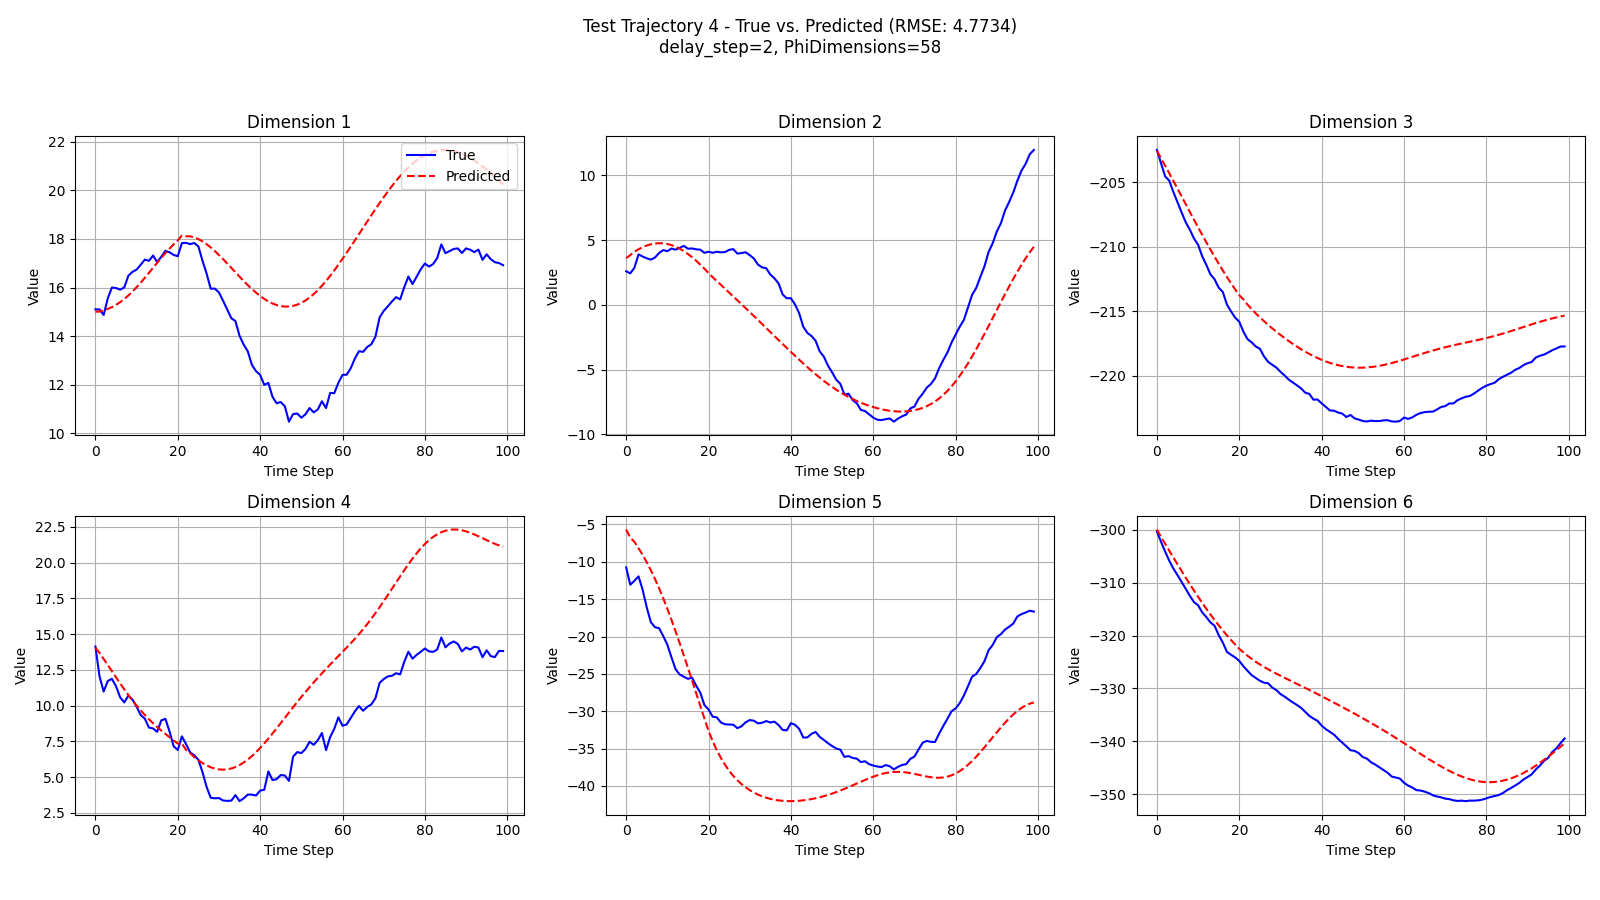 Test Trajectory 4 - True vs. Predicted (RMSE: 4.7734)
delay_step=2, PhiDimensions=58
Dimension 1
Value
22
20
18
16
14
12
10
0 20 40 60 80 100
Time Step
True
Predicted
Dimension 2
Value
10
5
0
−5
−10
0 20 40 60 80 100
Time Step
Dimension 3
Value
−205
−210
−215
−220
0 20 40 60 80 100
Time Step
Dimension 4
Value
22.5
20.0
17.5
15.0
12.5
10.0
7.5
5.0
2.5
0 20 40 60 80 100
Time Step
Dimension 5
Value
−5
−10
−15
−20
−25
−30
−35
−40
0 20 40 60 80 100
Time Step
Dimension 6
Value
−300
−310
−320
−330
−340
−350
0 20 40 60 80 100
Time Step